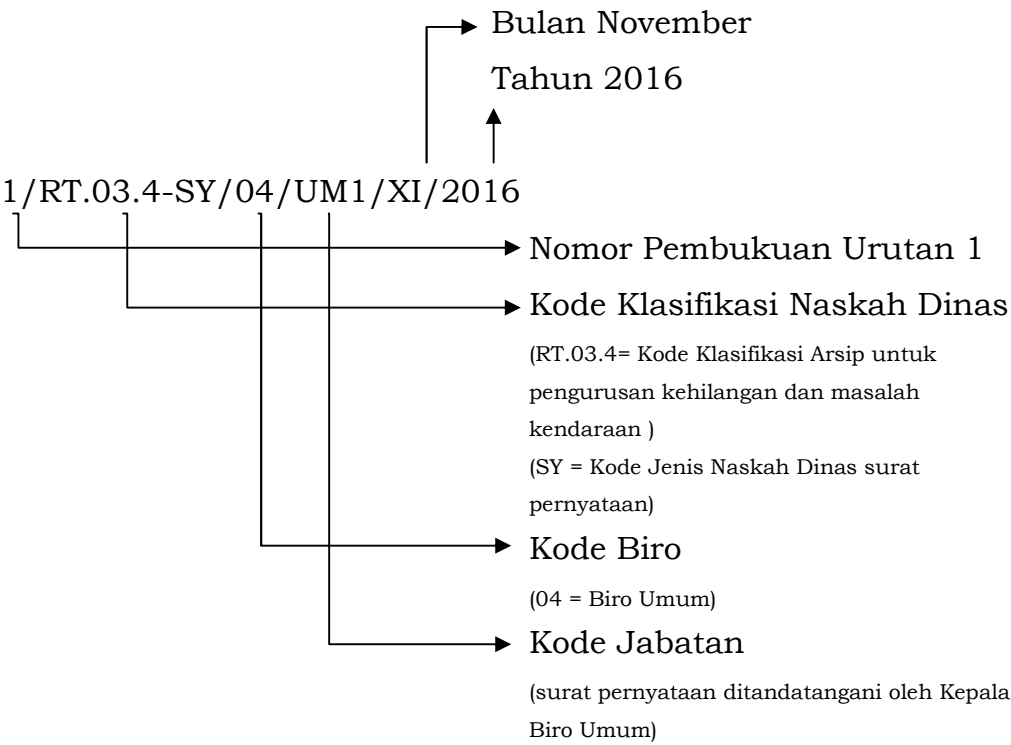 Bulan November
Tahun 2016
1/RT.03.4-SY/04/UM1/XI/2016
Nomor Pembukuan Urutan 1
Kode Klasifikasi Naskah Dinas
(RT.03.4= Kode Klasifikasi Arsip untuk
pengurusan kehilangan dan masalah
kendaraan )
(SY = Kode Jenis Naskah Dinas surat
pernyataan)
Kode Biro
(04 = Biro Umum)
Kode Jabatan
(surat pernyataan ditandatangani oleh Kepala
Biro Umum)